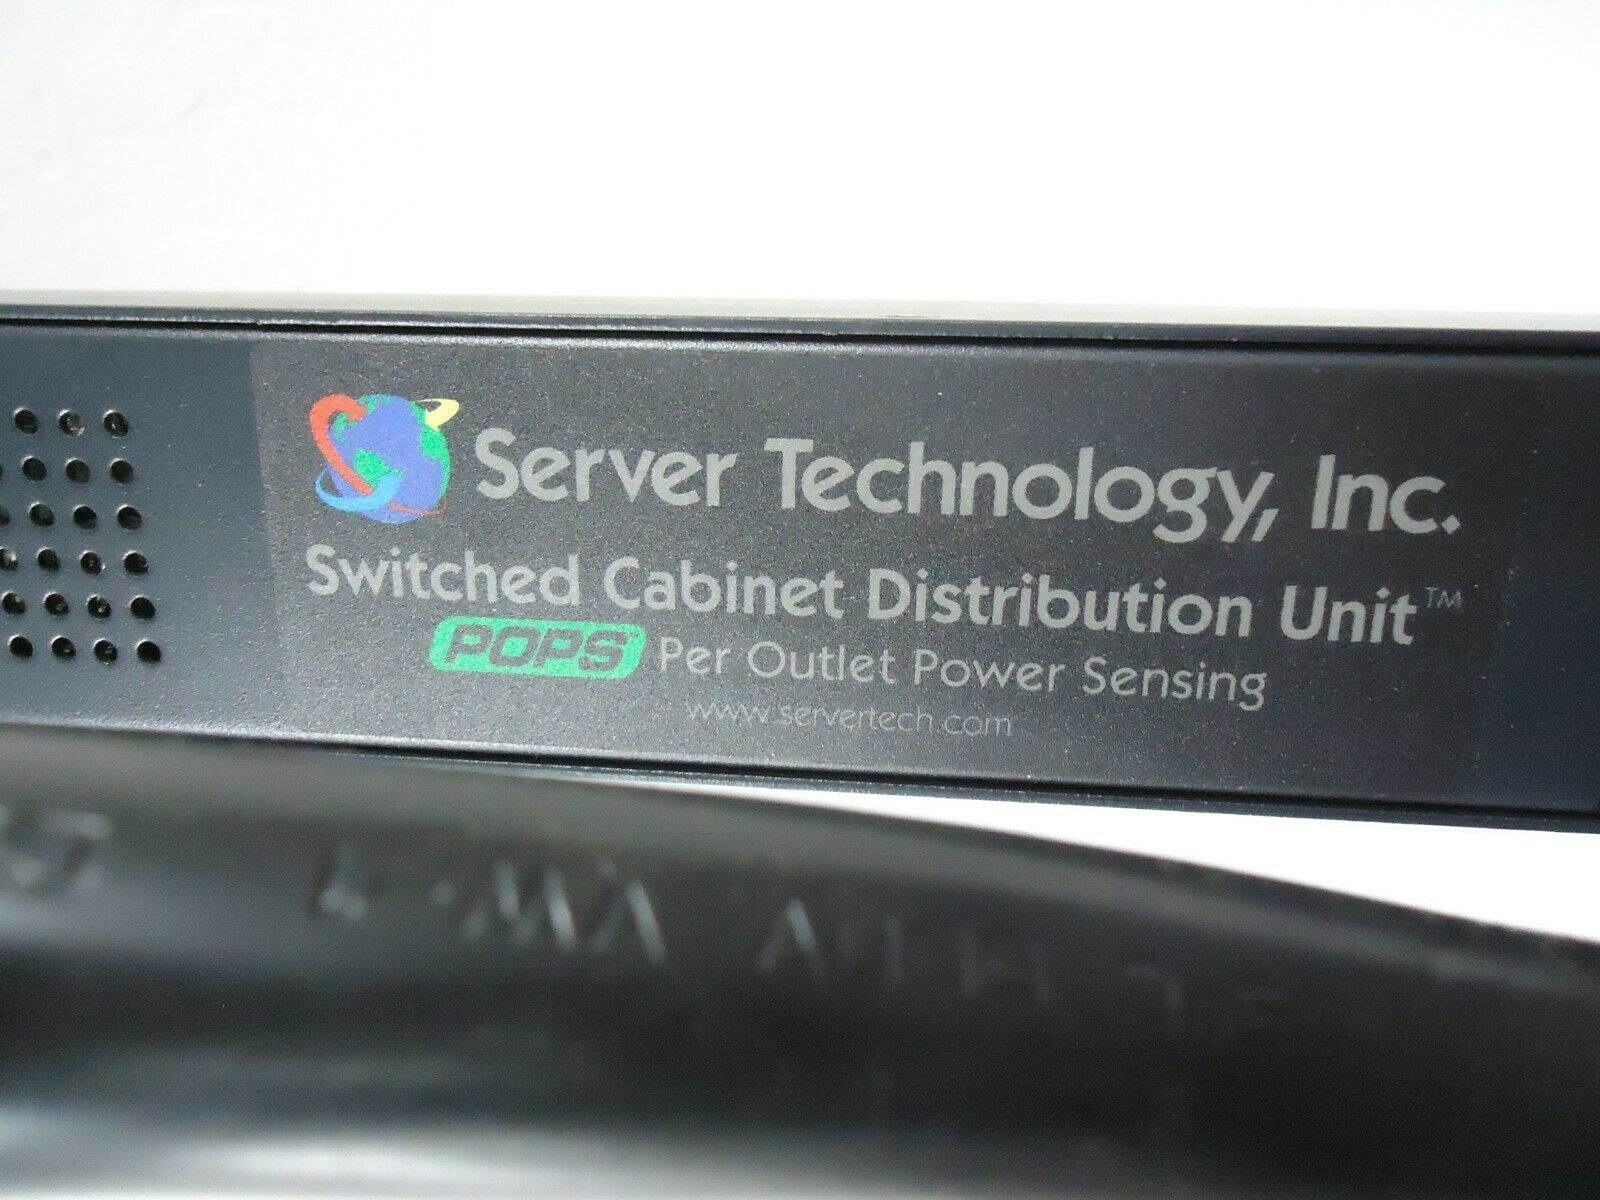 Server Technology, Inc.
Switched Cabinet Distribution Unit™
POPS Per Outlet Power Sensing
www.servertech.com